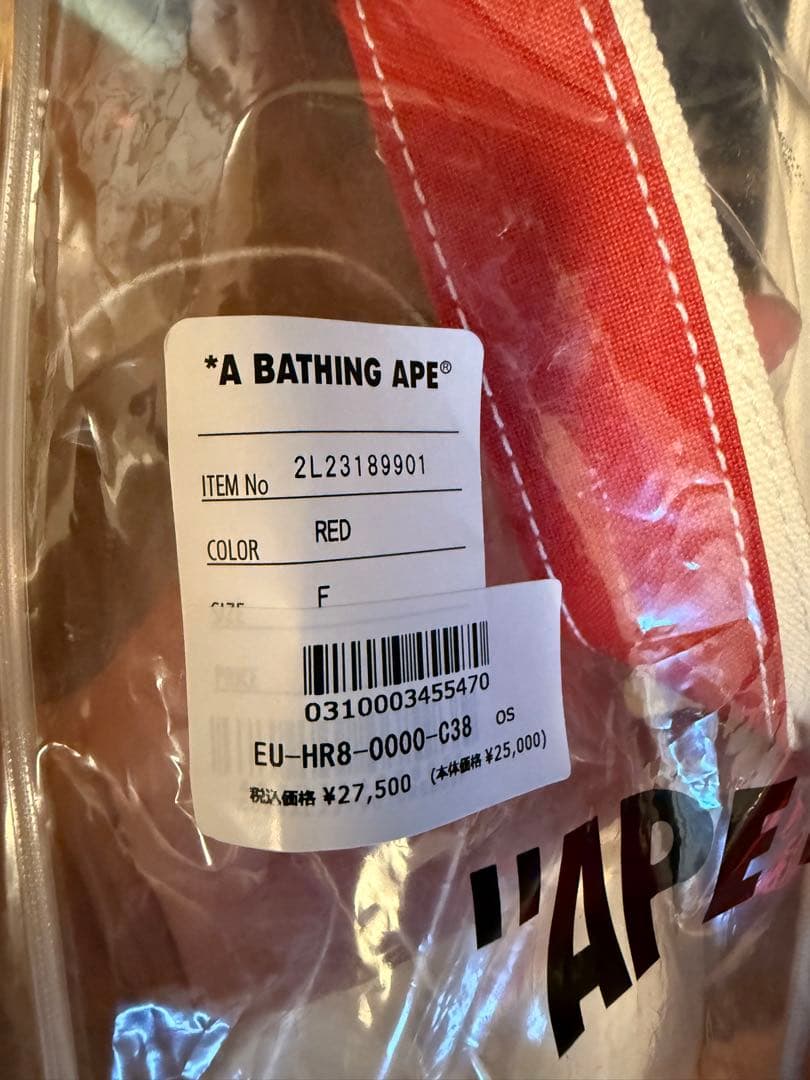 *A BATHING APE®
ITEM No 2L23189901
COLOR RED
SIZE F
0310003455470
EU-HR8-0000-C38 OS
税込価格 ¥27,500 (本体価格 ¥25,000)
"APE